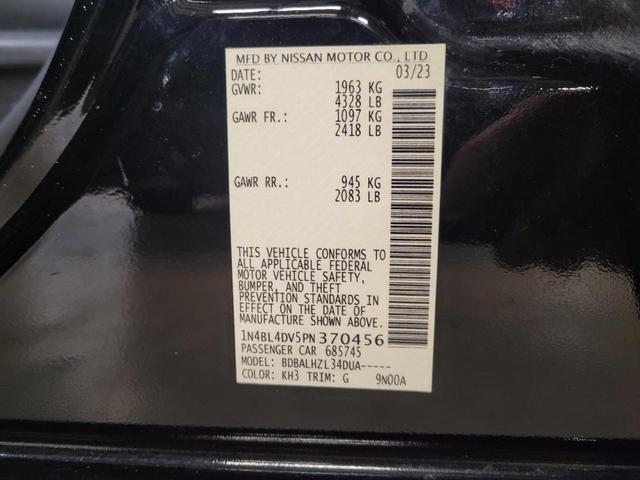 MFD BY NISSAN MOTOR CO., LTD.
DATE: 03/23
GVWR: 1963 KG
4328 LB
GAWR FR.: 1097 KG
2418 LB
GAWR RR.: 945 KG
2083 LB
THIS VEHICLE CONFORMS TO
ALL APPLICABLE FEDERAL
MOTOR VEHICLE SAFETY,
BUMPER, AND THEFT
PREVENTION STANDARDS IN
EFFECT ON THE DATE OF
MANUFACTURE SHOWN ABOVE.
1N4BL4DV5PN370456
PASSENGER CAR 685745
MODEL: BDBALHZL34DUA-----
COLOR: KH3 TRIM: G 9N00A